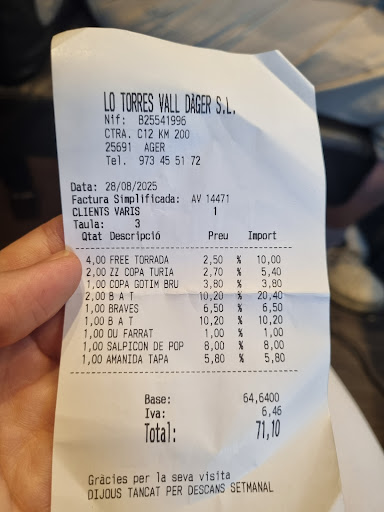 LO TORRES VALL DÀGER S.L.
Nif: B25541996
CTRA. C12 KM 200
25691 AGER
Tel. 973 45 51 72
Data: 28/08/2025
Factura Simplificada: AV 14471
CLIENTS VARIS 1
Taula: 3
Qtat Descripció Preu Import
4,00 FREE TORRADA 2,50 % 10,00
2,00 ZZ COPA TURIA 2,70 % 5,40
1,00 COPA GOTIM BRU 3,80 % 3,80
2,00 B A T 10,20 % 20,40
1,00 BRAVES 6,50 % 6,50
1,00 B A T 10,20 % 10,20
1,00 OU FARRAT 1,00 % 1,00
1,00 SALPICON DE POP 8,00 % 8,00
1,00 AMANIDA TAPA 5,80 % 5,80
Base: 64,6400
Iva: 6,46
Total: 71,10
Gràcies per la seva visita
DIJOUS TANCAT PER DESCANS SETMANAL